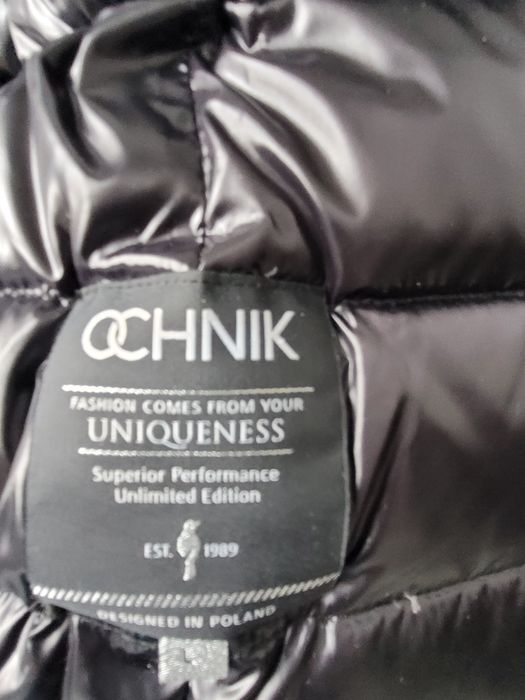 OCHNIK
FASHION COMES FROM YOUR
UNIQUENESS
Superior Performance
Unlimited Edition
EST. 1989
DESIGNED IN POLAND
L